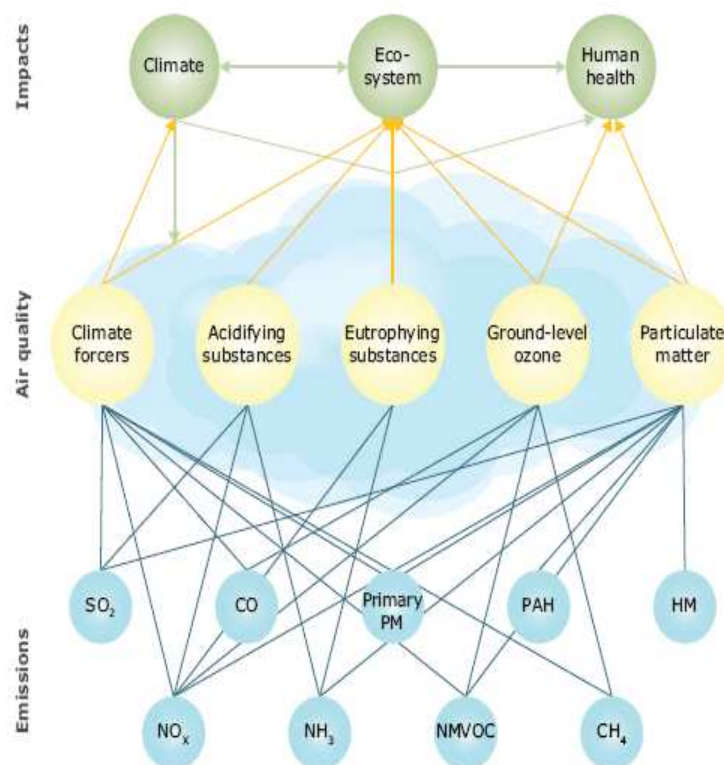 Impacts
Climate
Eco-
system
Human
health
Air quality
Climate
forcers
Acidifying
substances
Eutrophying
substances
Ground-level
ozone
Particulate
matter
Emissions
SO₂
CO
Primary
PM
PAH
HM
NOₓ
NH₃
NMVOC
CH₄